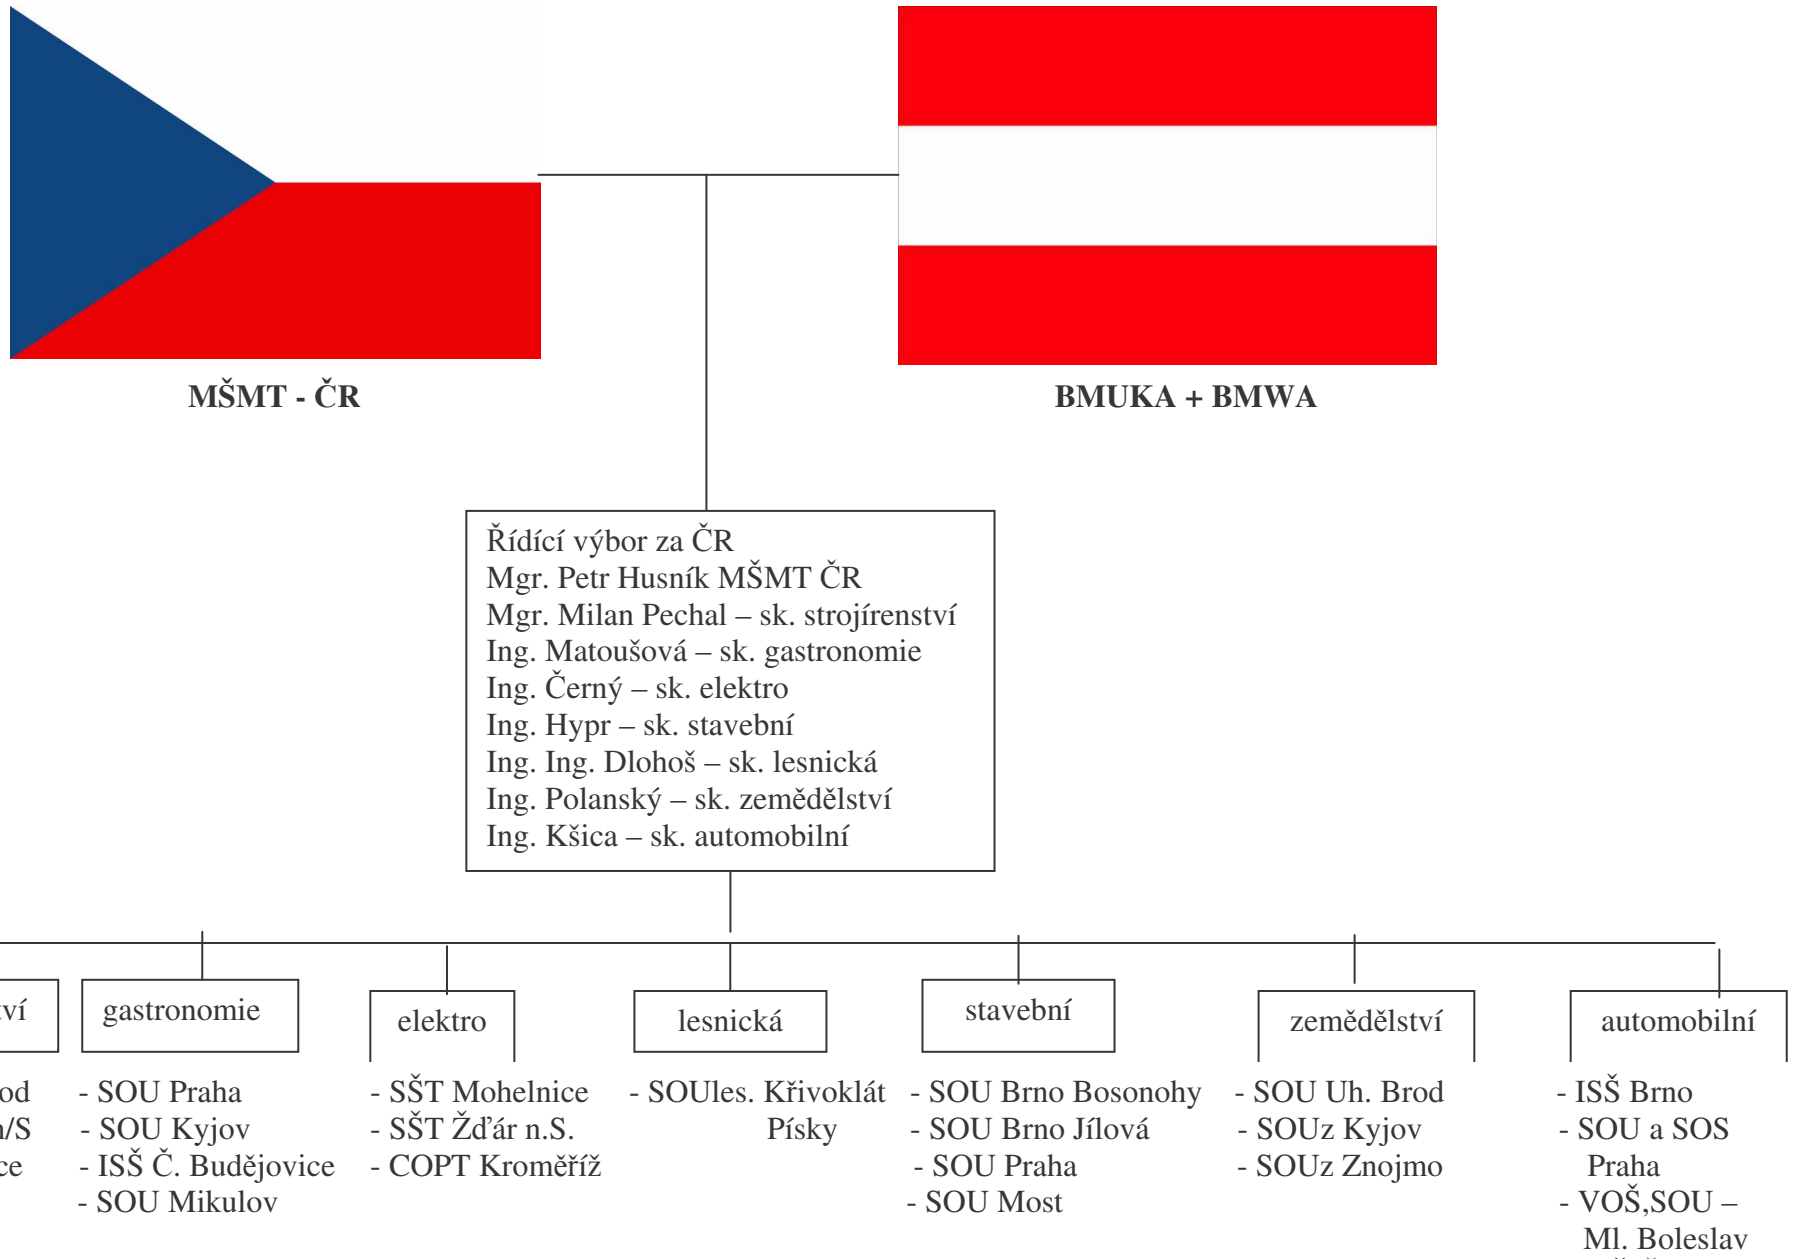 MŠMT - ČR
BMUKA + BMWA
Řídící výbor za ČR
Mgr. Petr Husník MŠMT ČR
Mgr. Milan Pechal – sk. strojírenství
Ing. Matoušová – sk. gastronomie
Ing. Černý – sk. elektro
Ing. Hypr – sk. stavební
Ing. Ing. Dlohoš – sk. lesnická
Ing. Polanský – sk. zemědělství
Ing. Kšica – sk. automobilní
tví
od
n/S
ce
gastronomie
- SOU Praha
- SOU Kyjov
- ISŠ Č. Budějovice
- SOU Mikulov
elektro
- SŠT Mohelnice
- SŠT Žďár n.S.
- COPT Kroměříž
lesnická
- SOUles. Křivoklát
Písky
stavební
- SOU Brno Bosonohy
- SOU Brno Jílová
- SOU Praha
- SOU Most
zemědělství
- SOU Uh. Brod
- SOUz Kyjov
- SOUz Znojmo
automobilní
- ISŠ Brno
- SOU a SOS
Praha
- VOŠ,SOU –
Ml. Boleslav